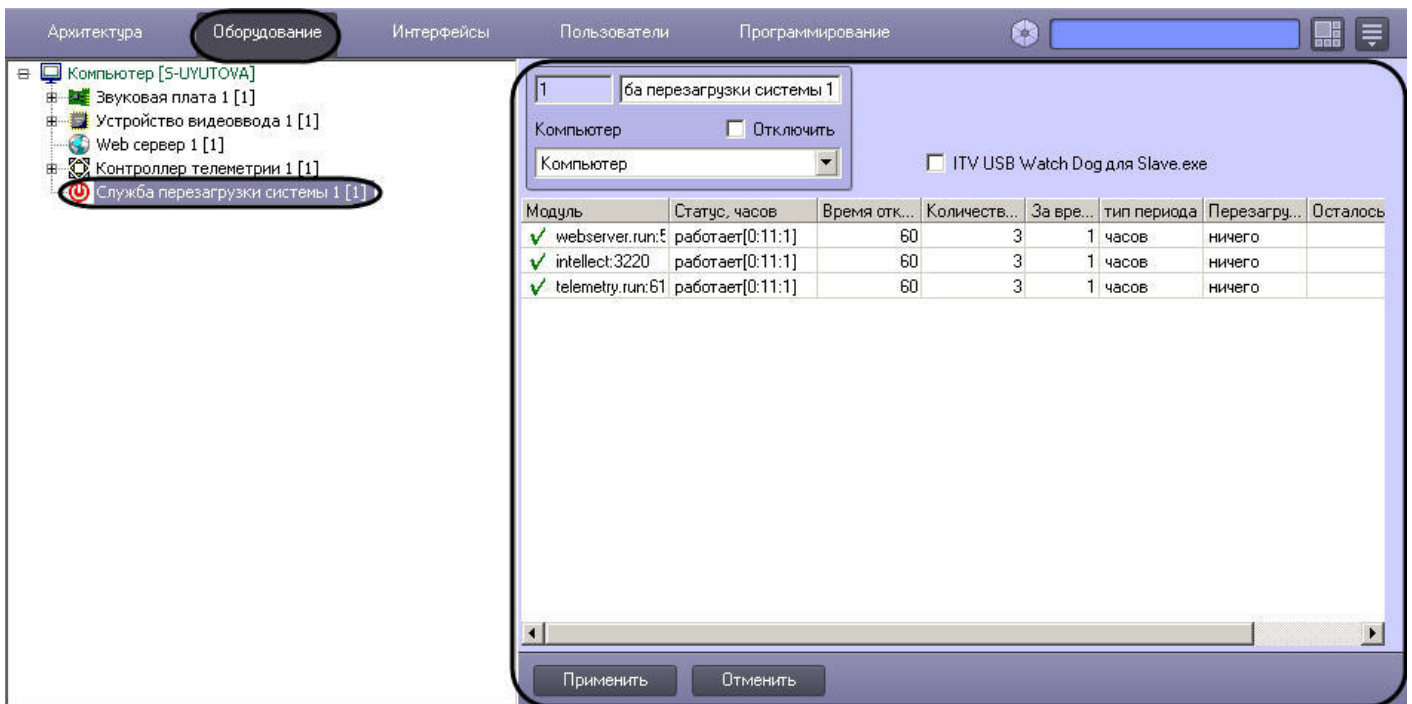 Архитектура Оборудование Интерфейсы Пользователи Программирование
Компьютер [S-UYUTOVA]
Звуковая плата 1 [1]
Устройство видеоввода 1 [1]
Web сервер 1 [1]
Контроллер телеметрии 1 [1]
Служба перезагрузки системы 1 [1]
1 ба перезагрузки системы 1
Компьютер Отключить
Компьютер ITV USB Watch Dog для Slave.exe
Модуль Статус, часов Время отк... Количеств... За вре... тип периода Перезагру... Осталось
webserver.run:5 работает[0:11:1] 60 3 1 часов ничего
intellect:3220 работает[0:11:1] 60 3 1 часов ничего
telemetry.run:61 работает[0:11:1] 60 3 1 часов ничего
Применить Отменить